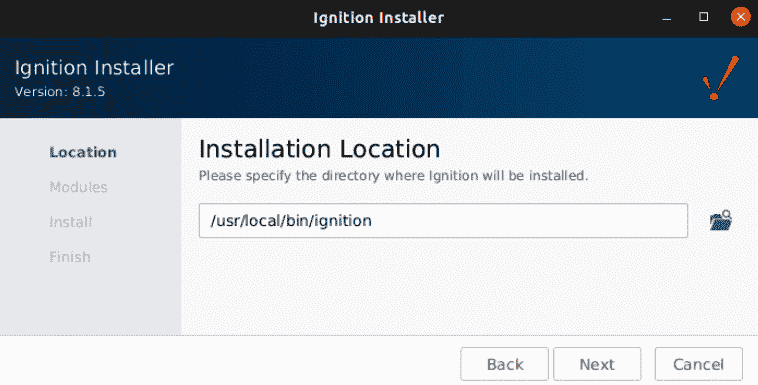 Ignition Installer
Ignition Installer
Version: 8.1.5
Location
Modules
Install
Finish
Installation Location
Please specify the directory where Ignition will be installed.
/usr/local/bin/ignition
Back
Next
Cancel